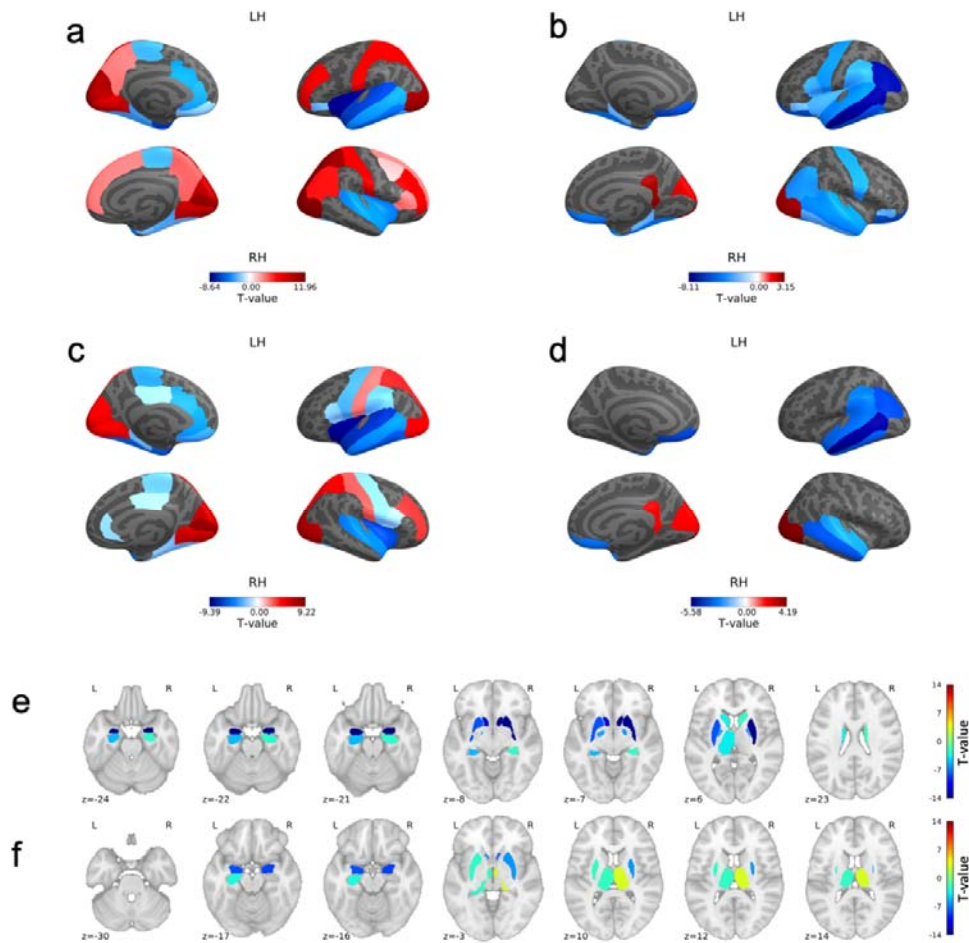 a
LH
RH
-8.64 0.00 11.96
T-value
b
LH
RH
-8.11 0.00 3.15
T-value
c
LH
RH
-9.39 0.00 9.22
T-value
d
LH
RH
-5.58 0.00 4.19
T-value
e
L R L R L R L R L R L R
z=-24 z=-22 z=-21 z=-8 z=-7 z=6 z=23
14
7
0
-7
-14
T-value
f
L R L R L R L R L R L R L R
z=-30 z=-17 z=-16 z=-3 z=10 z=12 z=14
14
7
0
-7
-14
T-value